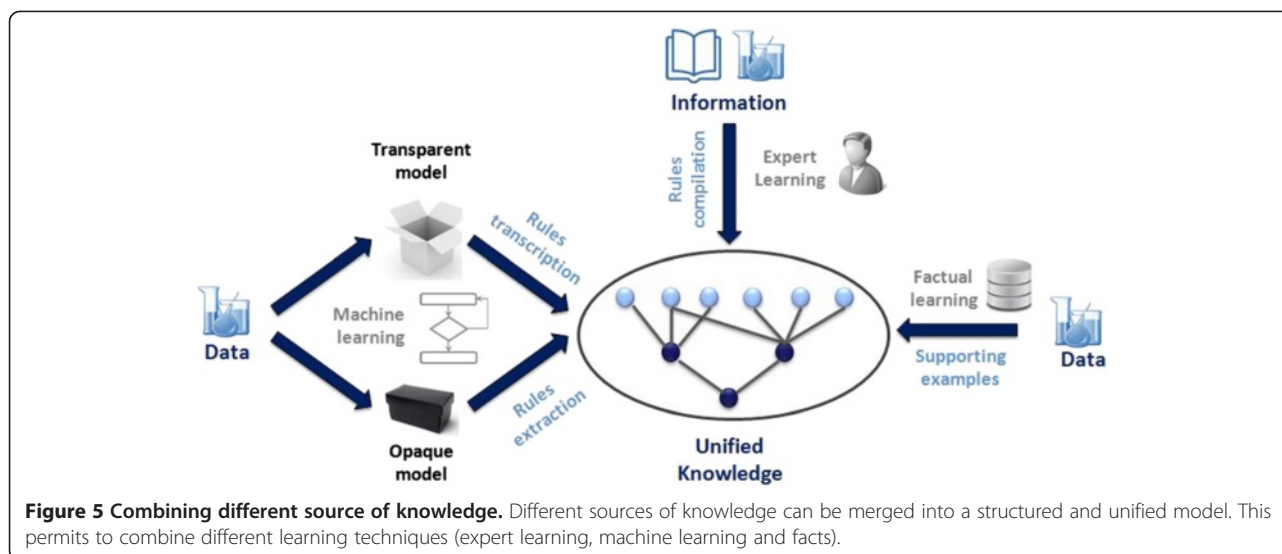 Information
Rules
compilation
Expert
Learning
Transparent
model
Rules
transcription
Machine
learning
Data
Rules
extraction
Opaque
model
Factual
learning
Supporting
examples
Data
Unified
Knowledge
Figure 5 Combining different source of knowledge. Different sources of knowledge can be merged into a structured and unified model. This
permits to combine different learning techniques (expert learning, machine learning and facts).